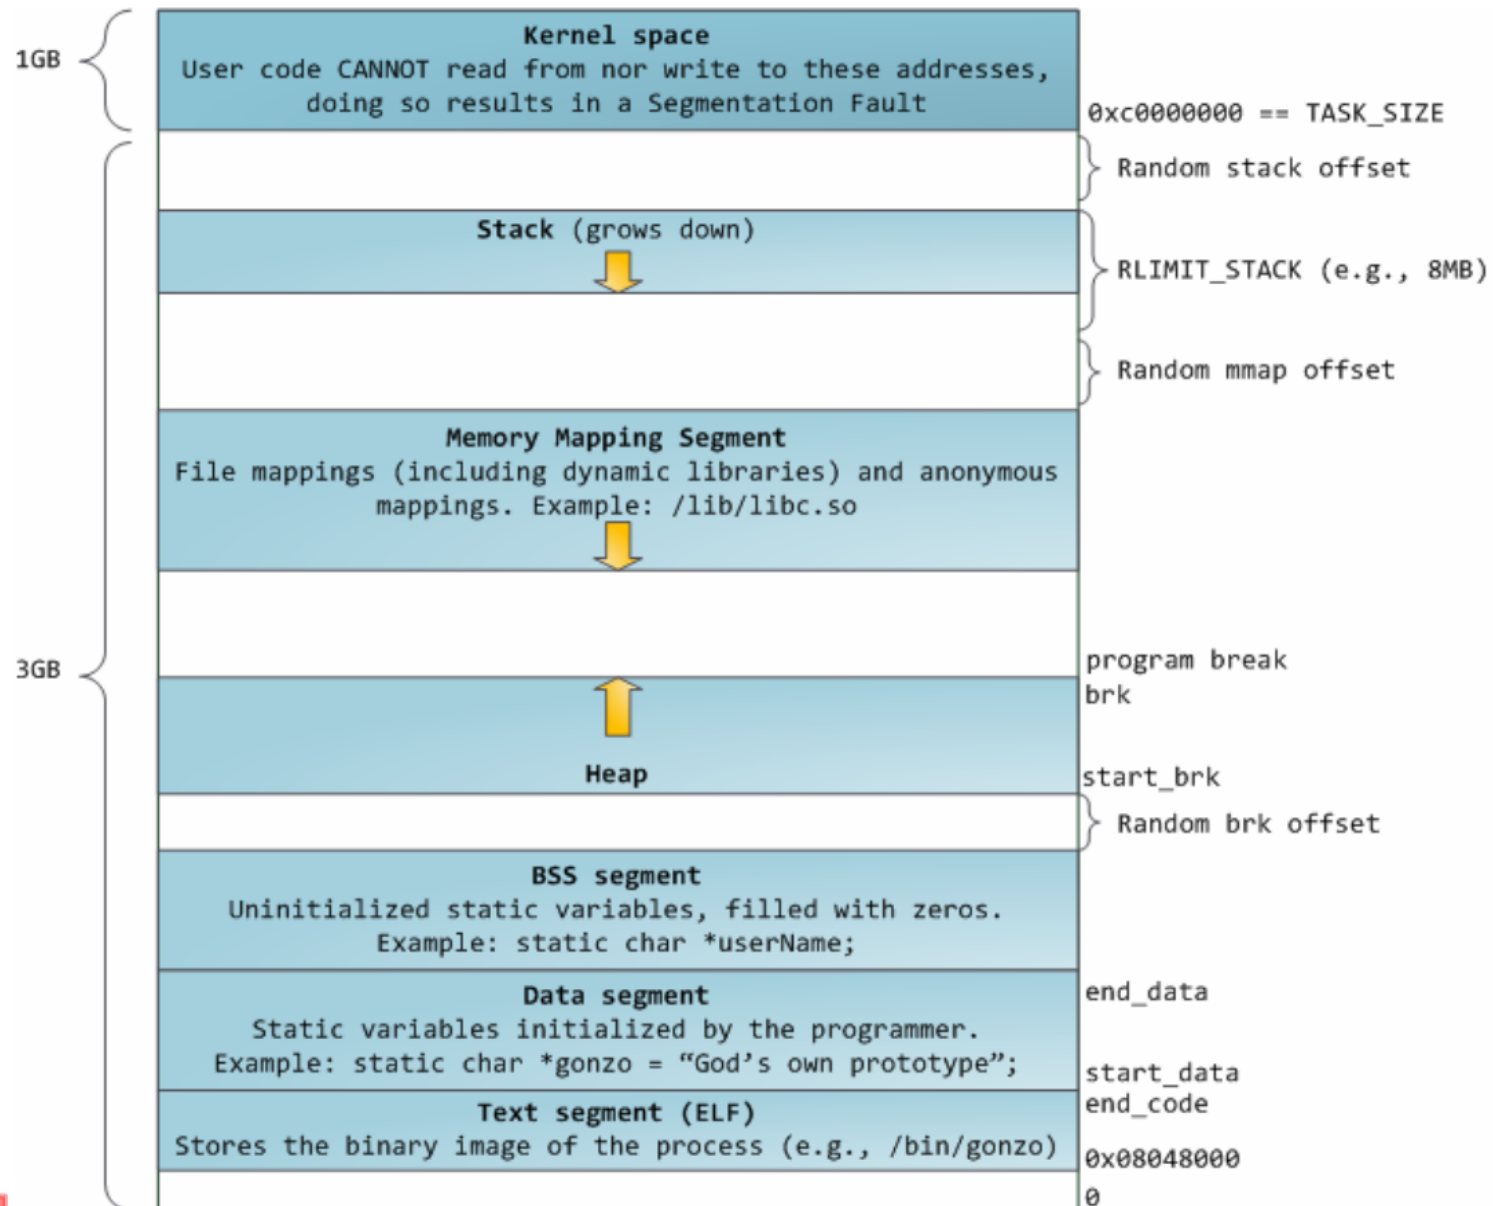 Kernel space
1GB
User code CANNOT read from nor write to these addresses,
doing so results in a Segmentation Fault
0xc0000000 == TASK_SIZE
Random stack offset
Stack (grows down)
RLIMIT_STACK (e.g., 8MB)
Random mmap offset
Memory Mapping Segment
File mappings (including dynamic libraries) and anonymous
mappings. Example: /lib/libc.so
3GB
program break
brk
Heap
start_brk
Random brk offset
BSS segment
Uninitialized static variables, filled with zeros.
Example: static char *userName;
Data segment
end_data
Static variables initialized by the programmer.
Example: static char *gonzo = “God’s own prototype”;
start_data
end_code
Text segment (ELF)
Stores the binary image of the process (e.g., /bin/gonzo)
0x08048000
0